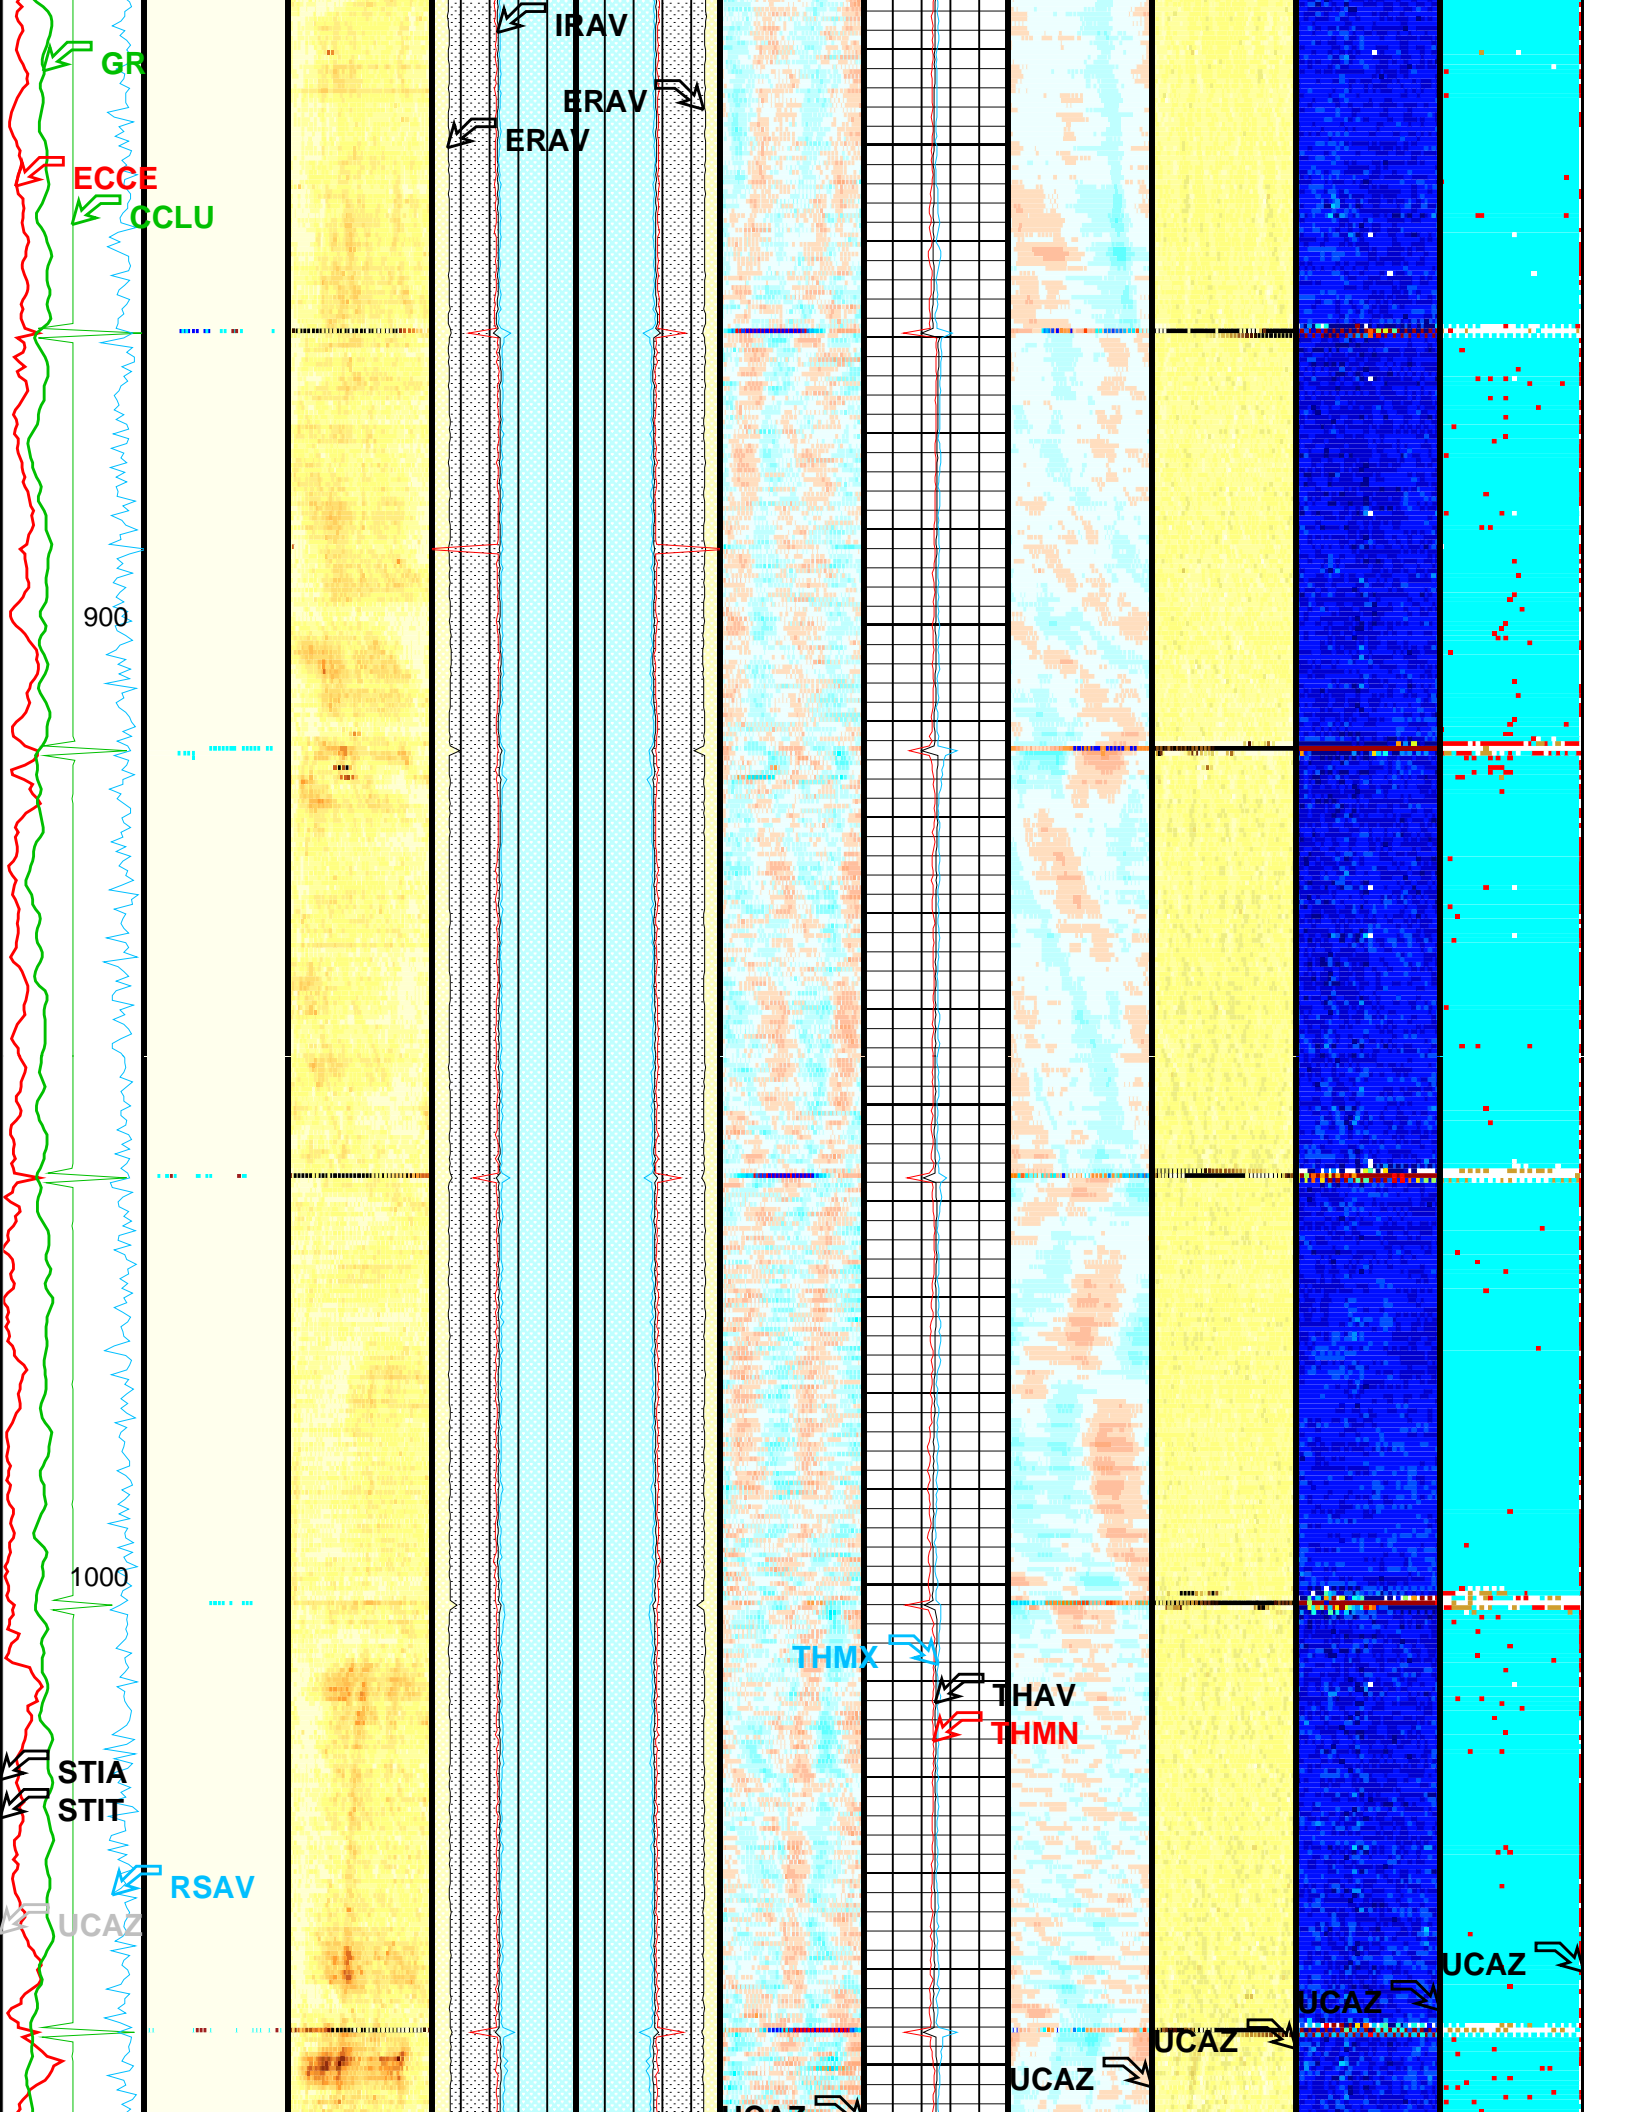 IRAV
GR
ERAV
ERAV
ECCE
CCLU
900
1000
THMX
THAV
THMN
STIA
STIT
RSAV
UCAZ
UCAZ
UCAZ
UCAZ
UCAZ
UCAZ